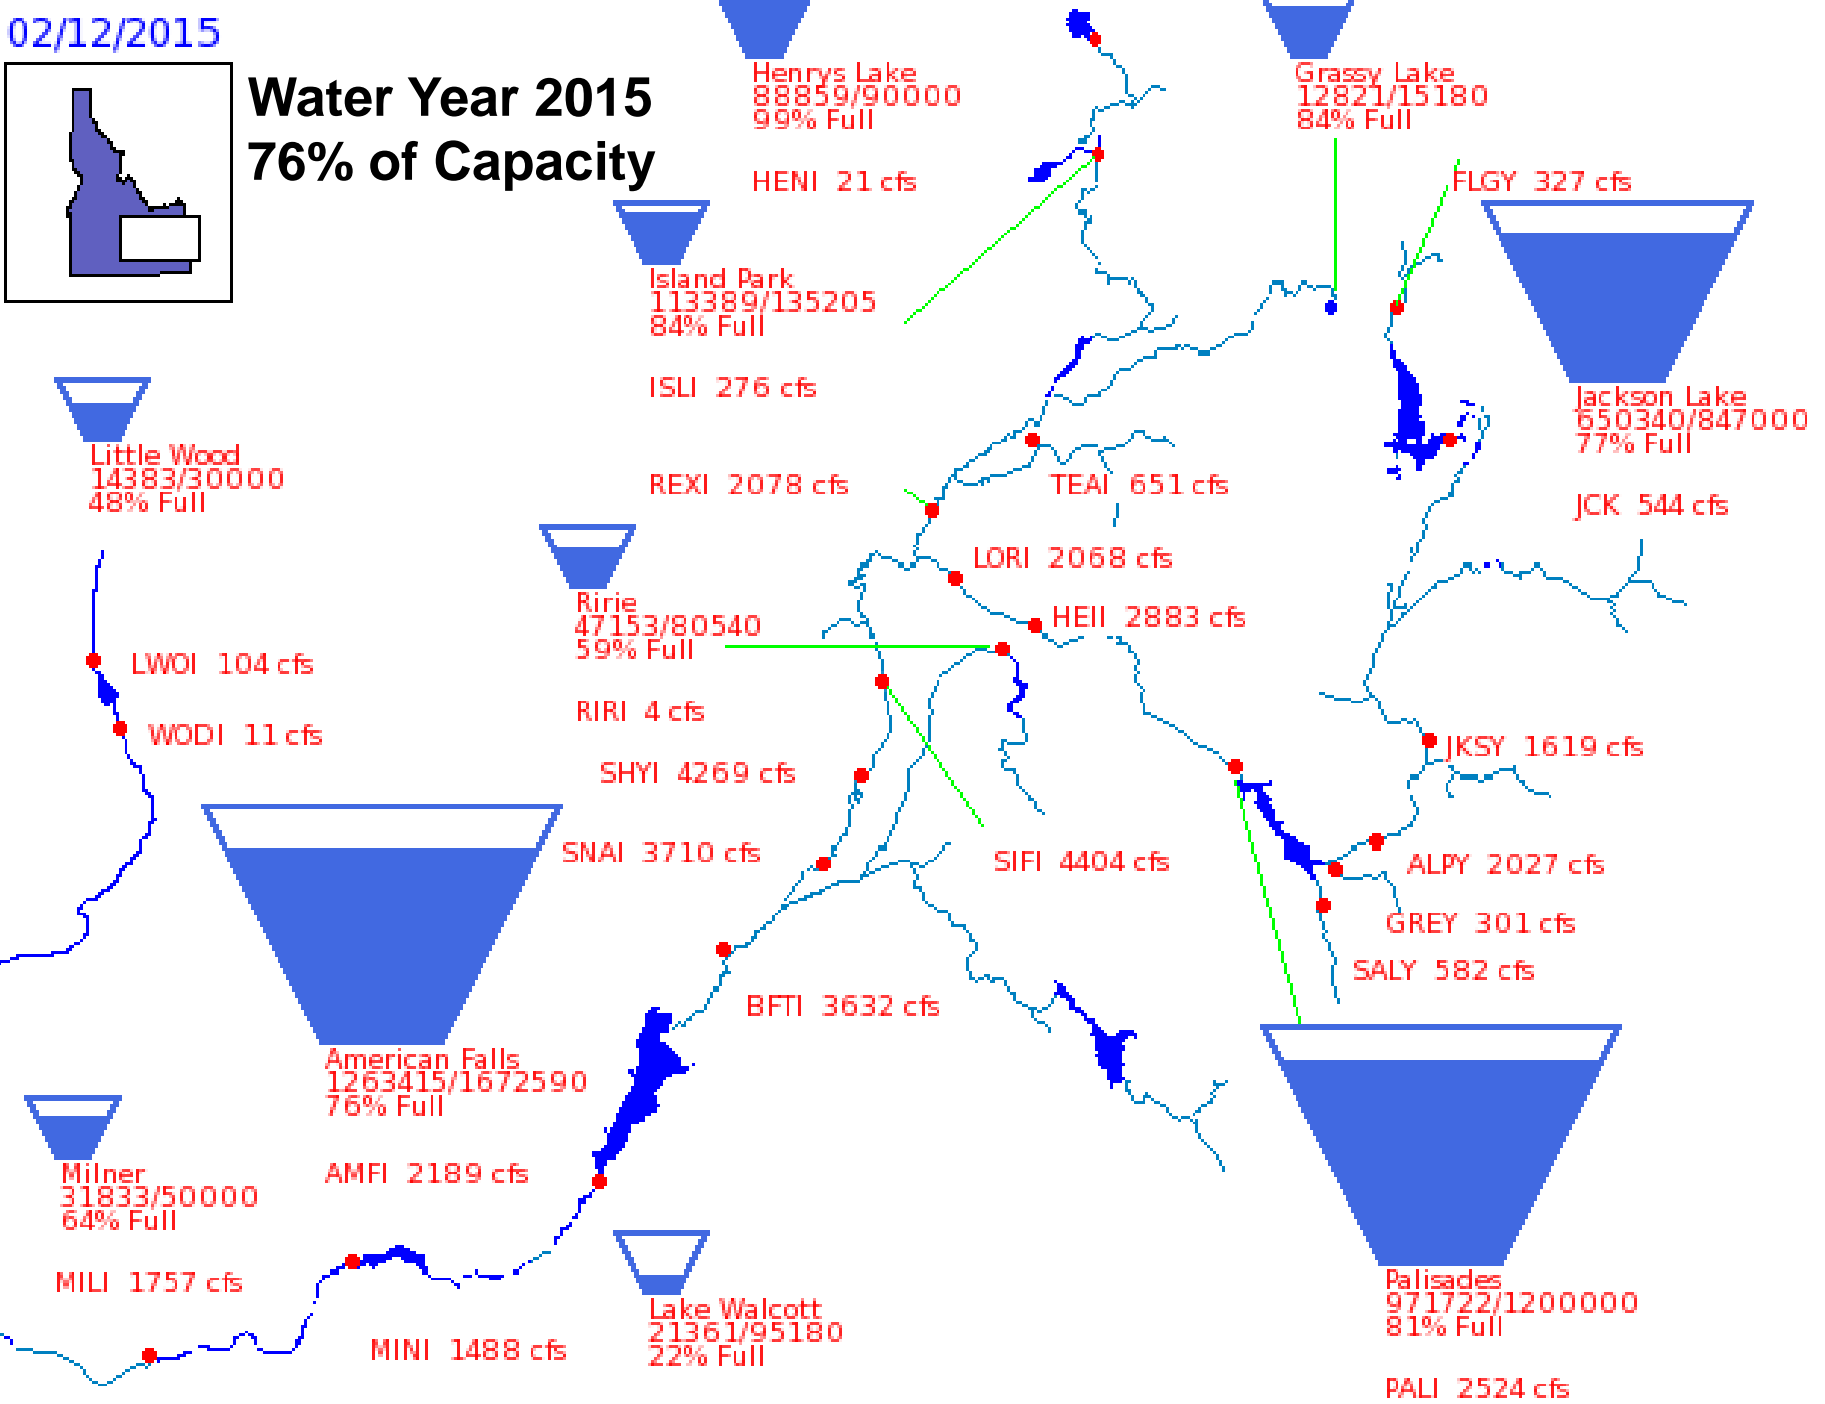 02/12/2015
Water Year 2015
76% of Capacity
Henrys Lake
88859/90000
99% Full
HENI 21 cfs
Grassy Lake
12821/15180
84% Full
FLGY 327 cfs
Island Park
113389/135205
84% Full
ISLI 276 cfs
Jackson Lake
650340/847000
77% Full
JCK 544 cfs
Little Wood
14383/30000
48% Full
REXI 2078 cfs
TEAI 651 cfs
LORI 2068 cfs
Ririe
47153/80540
59% Full
HEII 2883 cfs
LWOI 104 cfs
WODI 11 cfs
RIRI 4 cfs
JKSY 1619 cfs
SHYI 4269 cfs
SNAI 3710 cfs
SIFI 4404 cfs
ALPY 2027 cfs
GREY 301 cfs
SALY 582 cfs
BFTI 3632 cfs
American Falls
1263415/1672590
76% Full
AMFI 2189 cfs
Milner
31833/50000
64% Full
MILI 1757 cfs
MINI 1488 cfs
Lake Walcott
21361/95180
22% Full
Palisades
971722/1200000
81% Full
PALI 2524 cfs